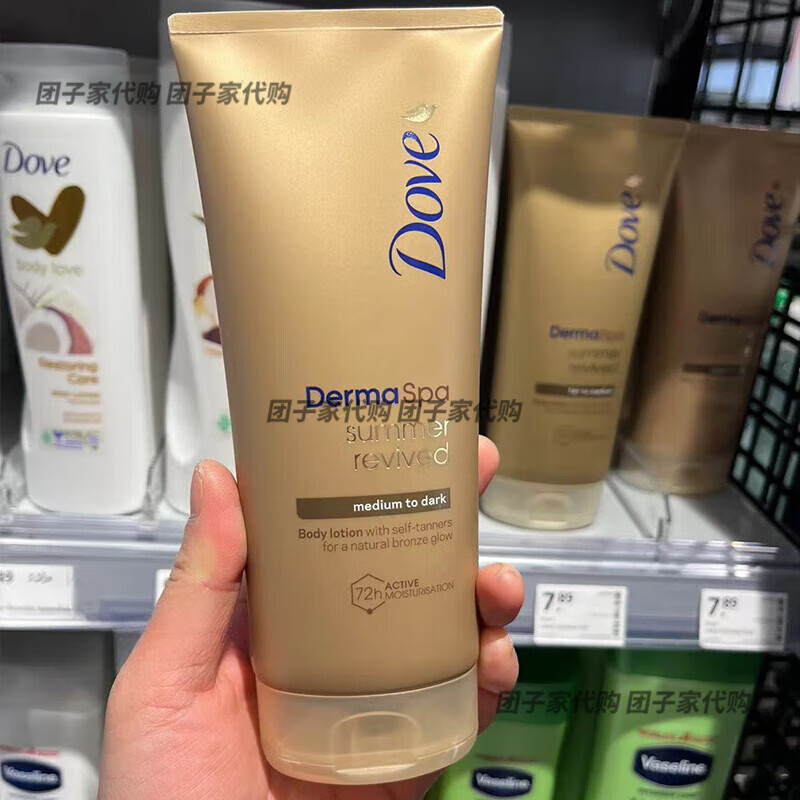 团子家代购 团子家代购
Dove
body love
Restoring
Care
Dove
DermaSpa
团子家代购 团子家代购
summer
revived
medium to dark
Body lotion with self-tanners
for a natural bronze glow
72h ACTIVE
MOISTURISATION
Dove
DermaSpa
summer
revived
fair to medium
Dove
DermaSpa
7 89
7 89
团子家代购 团子家代购
Vaseline
Vaseline
Vaseline